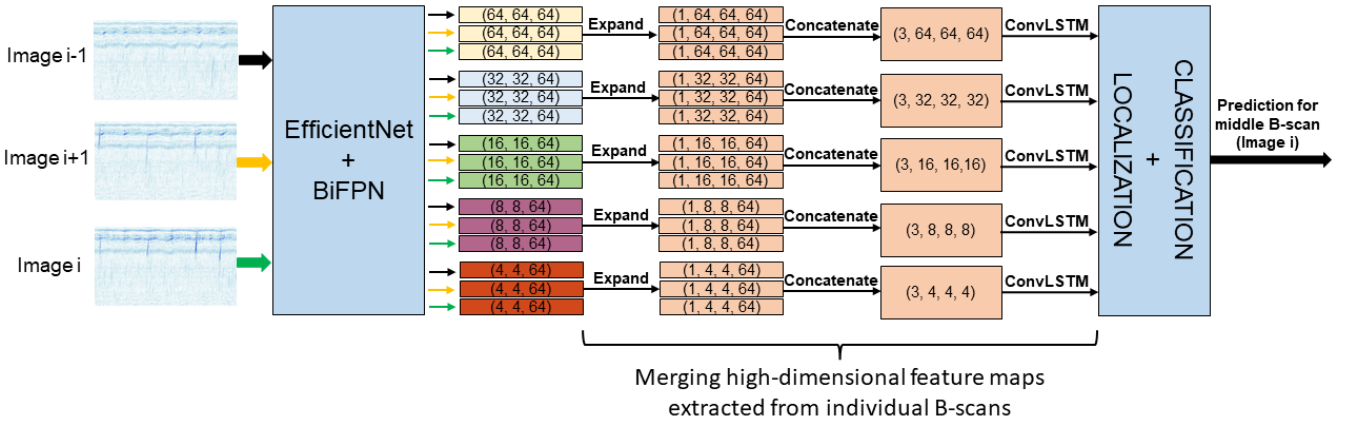 Image i-1
Image i+1
Image i
EfficientNet
+
BiFPN
(64, 64, 64)
(64, 64, 64)
(64, 64, 64)
(32, 32, 64)
(32, 32, 64)
(32, 32, 64)
(16, 16, 64)
(16, 16, 64)
(16, 16, 64)
(8, 8, 64)
(8, 8, 64)
(8, 8, 64)
(4, 4, 64)
(4, 4, 64)
(4, 4, 64)
Expand
Expand
Expand
Expand
Expand
(1, 64, 64, 64)
(1, 64, 64, 64)
(1, 64, 64, 64)
(1, 32, 32, 64)
(1, 32, 32, 64)
(1, 32, 32, 64)
(1, 16, 16, 64)
(1, 16, 16, 64)
(1, 16, 16, 64)
(1, 8, 8, 64)
(1, 8, 8, 64)
(1, 8, 8, 64)
(1, 4, 4, 64)
(1, 4, 4, 64)
(1, 4, 4, 64)
Concatenate
Concatenate
Concatenate
Concatenate
Concatenate
(3, 64, 64, 64)
(3, 32, 32, 32)
(3, 16, 16,16)
(3, 8, 8, 8)
(3, 4, 4, 4)
ConvLSTM
ConvLSTM
ConvLSTM
ConvLSTM
ConvLSTM
LOCALIZATION
+
CLASSIFICATION
Prediction for
middle B-scan
(Image i)
Merging high-dimensional feature maps
extracted from individual B-scans